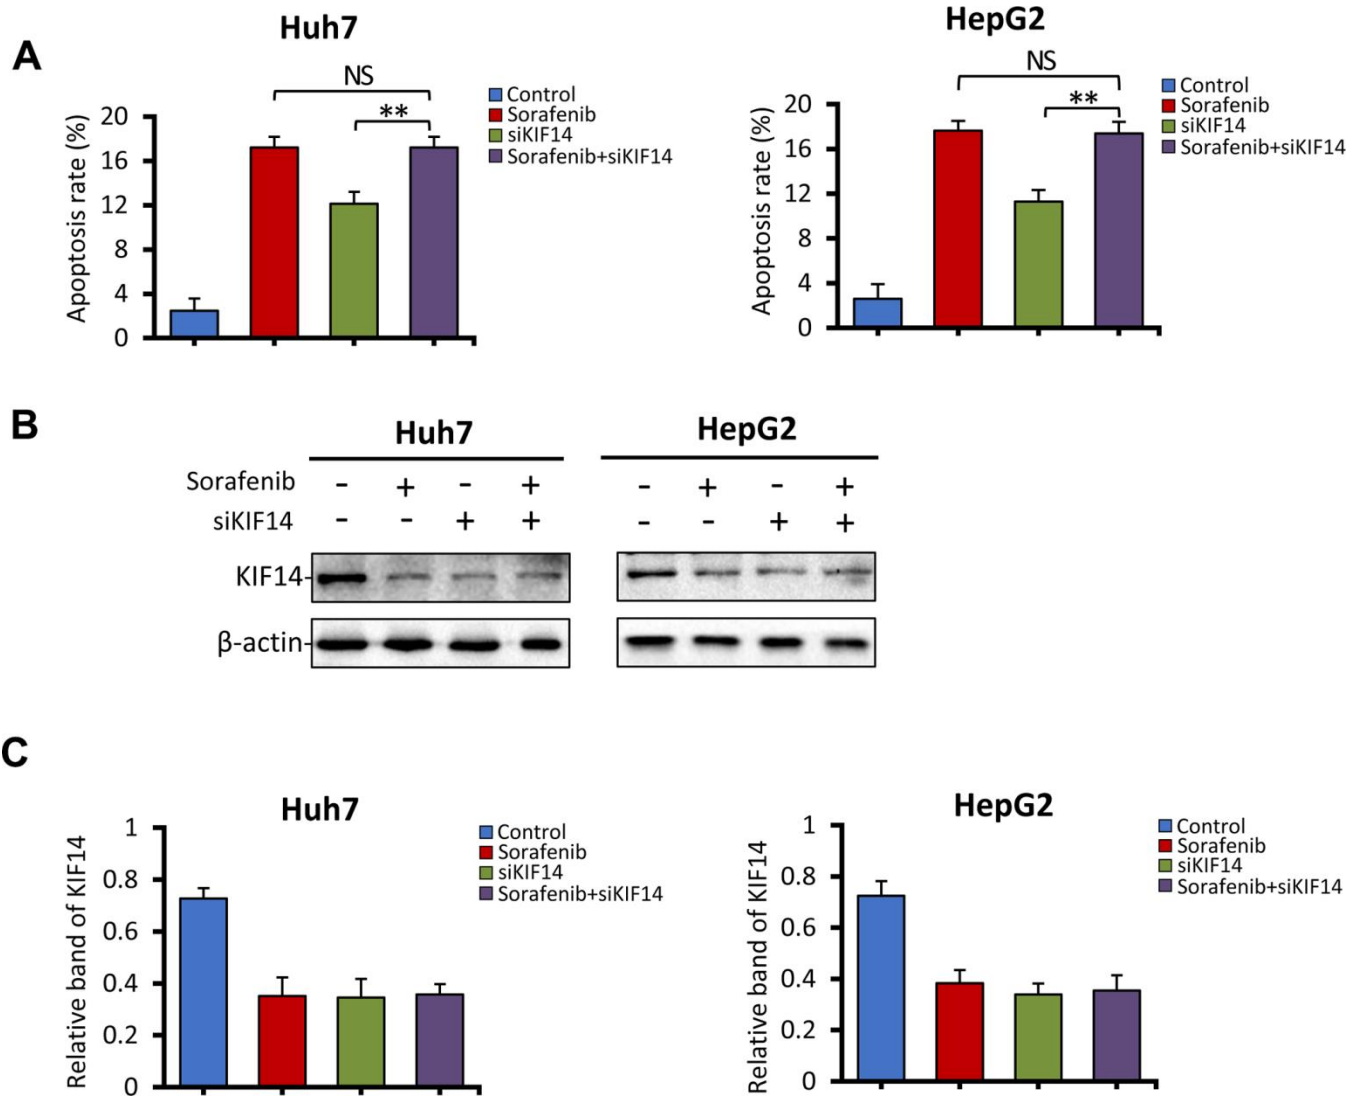 A
Huh7
NS
**
Apoptosis rate (%)
20
16
12
8
4
0
Control
Sorafenib
siKIF14
Sorafenib+siKIF14
HepG2
NS
**
Apoptosis rate (%)
20
16
12
8
4
0
Control
Sorafenib
siKIF14
Sorafenib+siKIF14
B
Huh7 HepG2
Sorafenib - + - + - + - +
siKIF14 - - + + - - + +
KIF14-
β-actin-
C
Huh7
Relative band of KIF14
1
0.8
0.6
0.4
0.2
0
Control
Sorafenib
siKIF14
Sorafenib+siKIF14
HepG2
Relative band of KIF14
1
0.8
0.6
0.4
0.2
0
Control
Sorafenib
siKIF14
Sorafenib+siKIF14